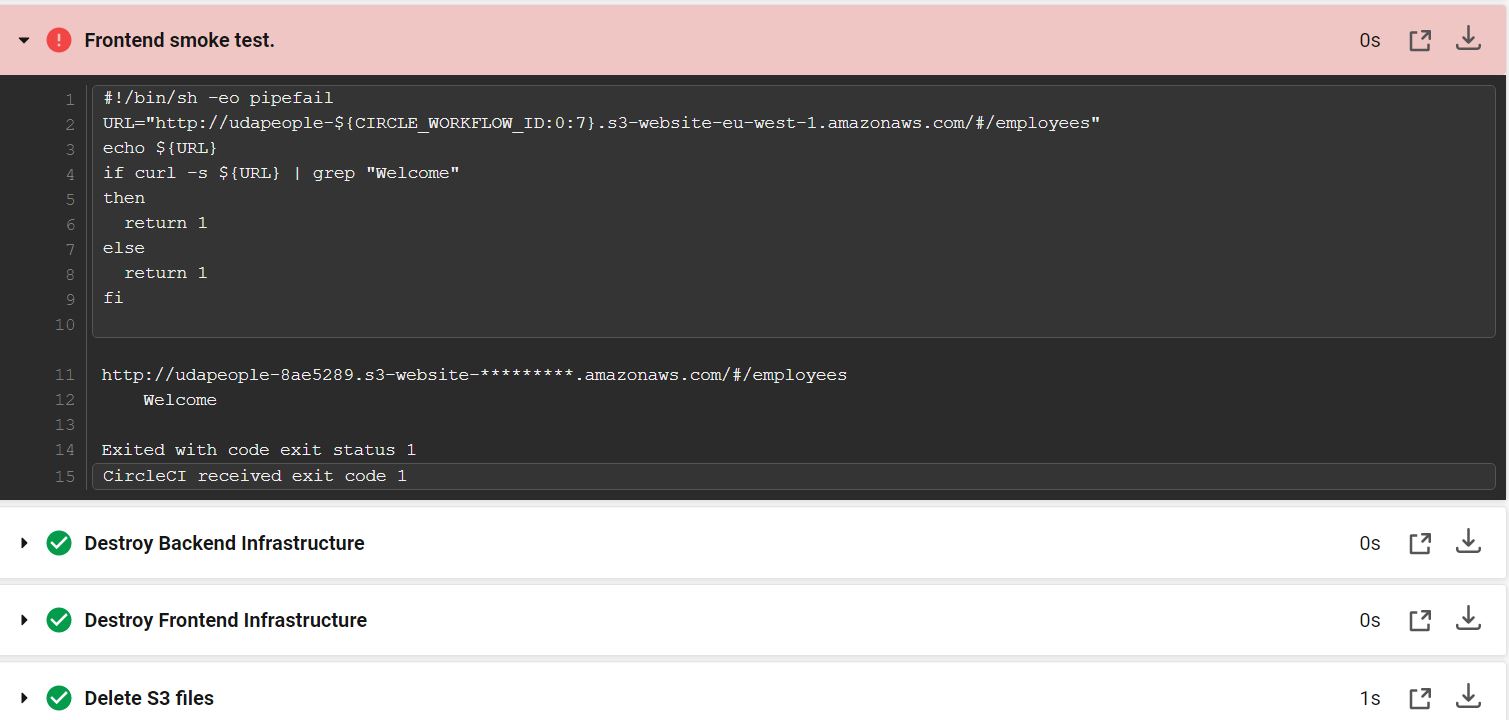 Frontend smoke test.
0s
1 #!/bin/sh -eo pipefail
2 URL="http://udapeople-${CIRCLE_WORKFLOW_ID:0:7}.s3-website-eu-west-1.amazonaws.com/#/employees"
3 echo ${URL}
4 if curl -s ${URL} | grep "Welcome"
5 then
6   return 1
7 else
8   return 1
9 fi
10
11 http://udapeople-8ae5289.s3-website-*********.amazonaws.com/#/employees
12     Welcome
13
14 Exited with code exit status 1
15 CircleCI received exit code 1
Destroy Backend Infrastructure
0s
Destroy Frontend Infrastructure
0s
Delete S3 files
1s